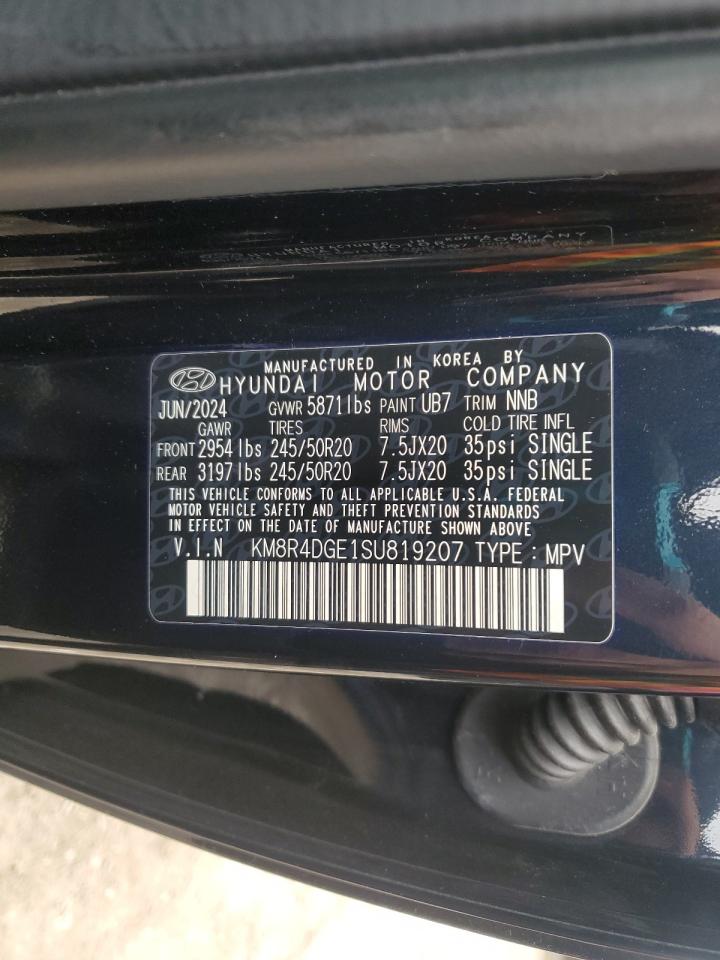 MANUFACTURED IN KOREA BY
HYUNDAI MOTOR COMPANY
JUN/2024 GVWR 5871lbs PAINT UB7 TRIM NNB
GAWR TIRES RIMS COLD TIRE INFL
FRONT 2954lbs 245/50R20 7.5JX20 35psi SINGLE
REAR 3197lbs 245/50R20 7.5JX20 35psi SINGLE
THIS VEHICLE CONFORMS TO ALL APPLICABLE U.S.A. FEDERAL
MOTOR VEHICLE SAFETY AND THEFT PREVENTION STANDARDS
IN EFFECT ON THE DATE OF MANUFACTURE SHOWN ABOVE
V.I.N KM8R4DGE1SU819207 TYPE : MPV